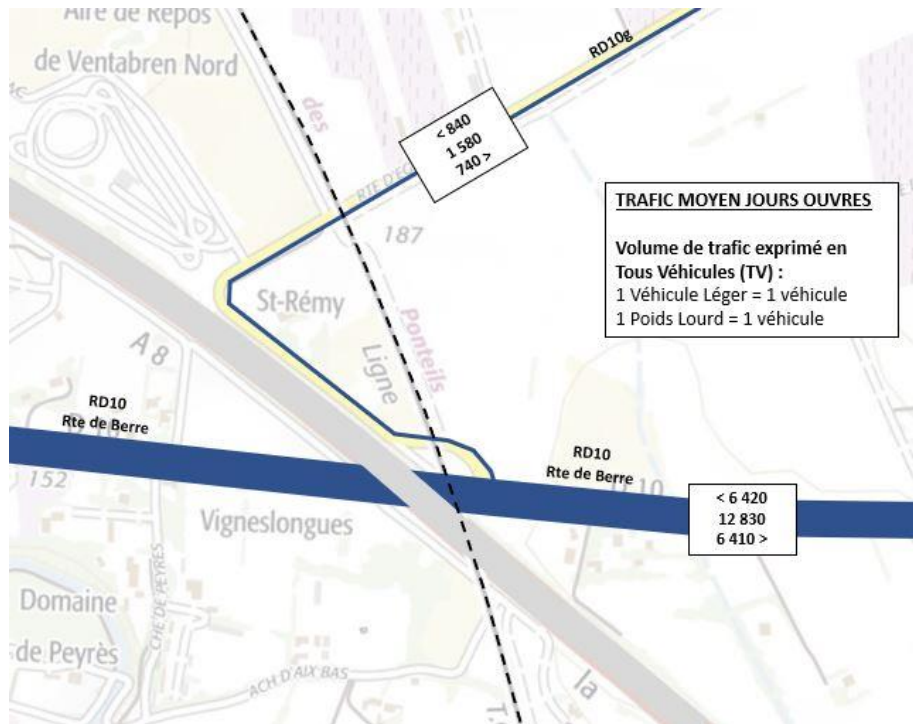 Aire de Repos
de Ventabren Nord
des
RD10g
< 840
1 580
740 >
RTE D'EG
187
TRAFIC MOYEN JOURS OUVRES
Volume de trafic exprimé en
Tous Véhicules (TV) :
1 Véhicule Léger = 1 véhicule
1 Poids Lourd = 1 véhicule
St-Rémy
Ponteils
Ligne
A 8
RD10
Rte de Berre
RD10
Rte de Berre
D 10
152
< 6 420
12 830
6 410 >
Vigneslongues
CHE DE PEYRES
Domaine
de Peyrès
ACH D'AIX BAS
la